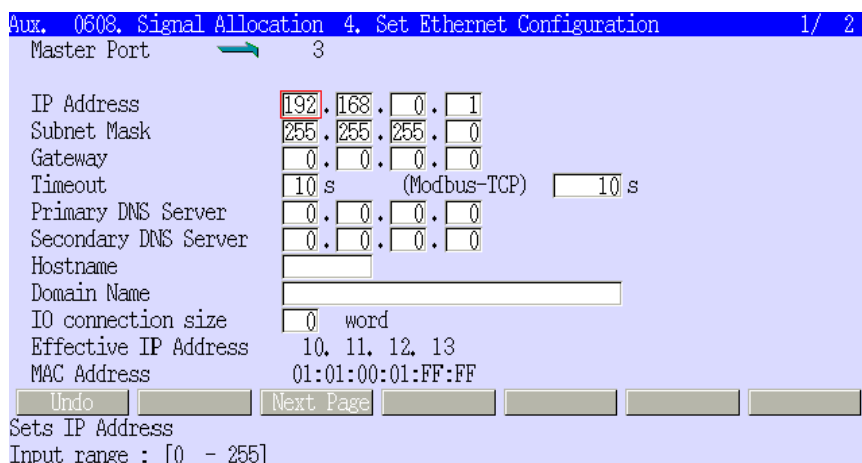 Aux. 0608. Signal Allocation 4. Set Ethernet Configuration 1/ 2
Master Port 3
IP Address 192 . 168 . 0 . 1
Subnet Mask 255 . 255 . 255 . 0
Gateway 0 . 0 . 0 . 0
Timeout 10 s (Modbus-TCP) 10 s
Primary DNS Server 0 . 0 . 0 . 0
Secondary DNS Server 0 . 0 . 0 . 0
Hostname
Domain Name
IO connection size 0 word
Effective IP Address 10. 11. 12. 13
MAC Address 01:01:00:01:FF:FF
Undo Next Page
Sets IP Address
Input range : [0 - 255]